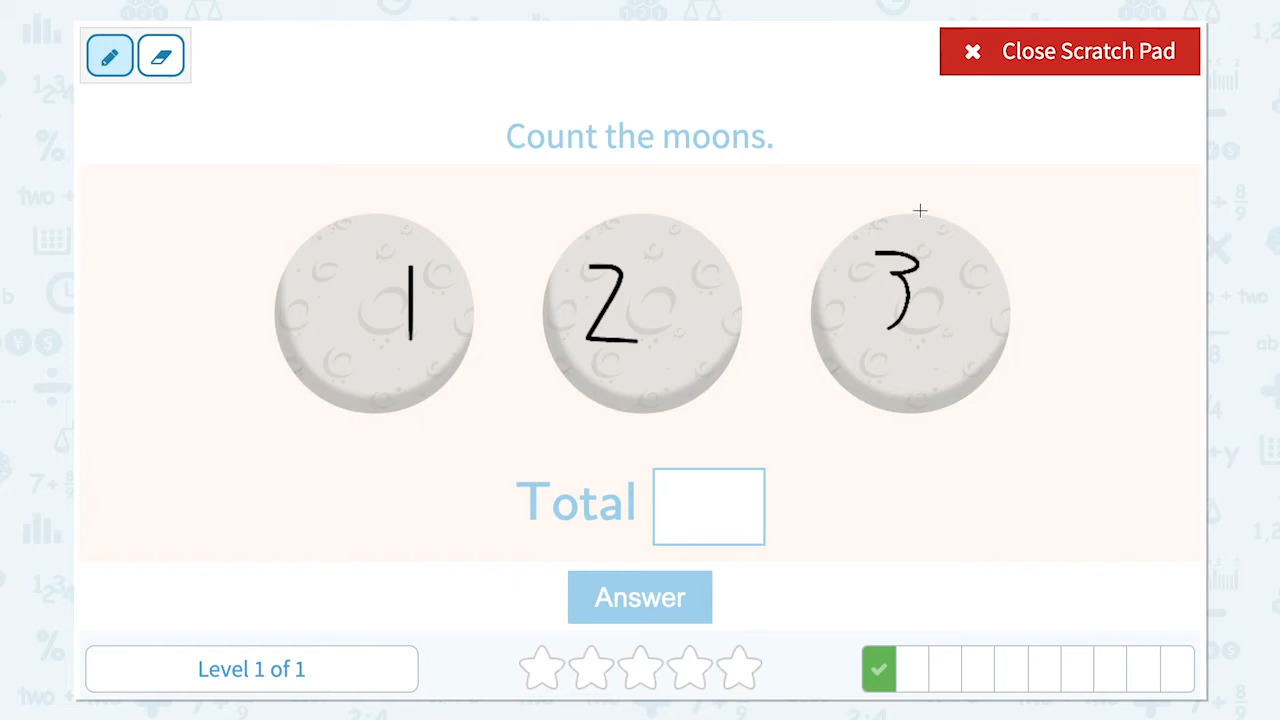 Close Scratch Pad
Count the moons.
1 2 3
Total
Answer
Level 1 of 1